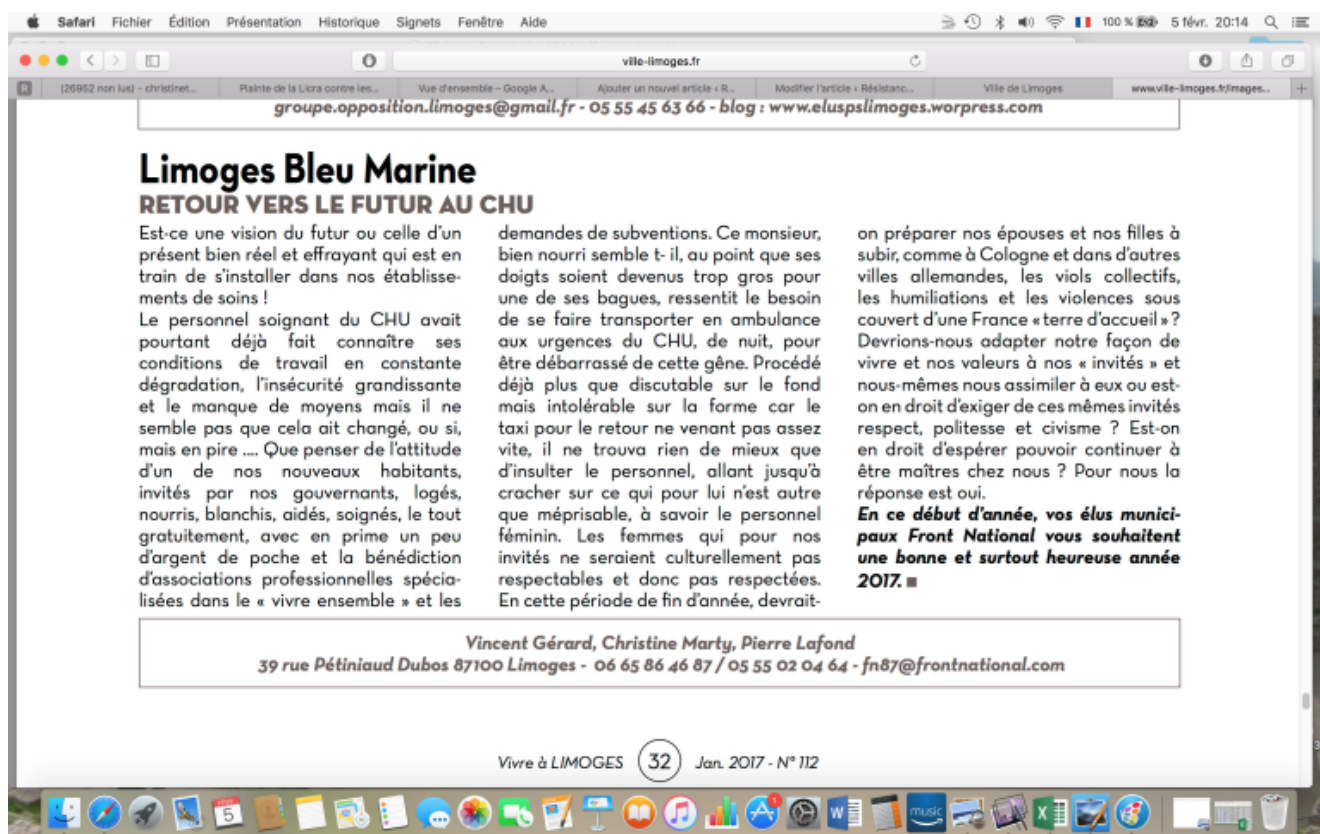 Safari Fichier Édition Présentation Historique Signets Fenêtre Aide 100 % 5 févr. 20:14
ville-limoges.fr
(26952 non lus) - christinet... Plainte de la Licra contre les... Vue d'ensemble – Google A... Ajouter un nouvel article ‹ R... Modifier l'article ‹ Résistanc... Ville de Limoges www.ville-limoges.fr/images...
groupe.opposition.limoges@gmail.fr - 05 55 45 63 66 - blog : www.eluspslimoges.worpress.com
Limoges Bleu Marine
RETOUR VERS LE FUTUR AU CHU
Est-ce une vision du futur ou celle d'un
présent bien réel et effrayant qui est en
train de s'installer dans nos établisse-
ments de soins !
Le personnel soignant du CHU avait
pourtant déjà fait connaître ses
conditions de travail en constante
dégradation, l'insécurité grandissante
et le manque de moyens mais il ne
semble pas que cela ait changé, ou si,
mais en pire .... Que penser de l'attitude
d'un de nos nouveaux habitants,
invités par nos gouvernants, logés,
nourris, blanchis, aidés, soignés, le tout
gratuitement, avec en prime un peu
d'argent de poche et la bénédiction
d'associations professionnelles spécia-
lisées dans le « vivre ensemble » et les
demandes de subventions. Ce monsieur,
bien nourri semble t- il, au point que ses
doigts soient devenus trop gros pour
une de ses bagues, ressentit le besoin
de se faire transporter en ambulance
aux urgences du CHU, de nuit, pour
être débarrassé de cette gêne. Procédé
déjà plus que discutable sur le fond
mais intolérable sur la forme car le
taxi pour le retour ne venant pas assez
vite, il ne trouva rien de mieux que
d'insulter le personnel, allant jusqu'à
cracher sur ce qui pour lui n'est autre
que méprisable, à savoir le personnel
féminin. Les femmes qui pour nos
invités ne seraient culturellement pas
respectables et donc pas respectées.
En cette période de fin d'année, devrait-
on préparer nos épouses et nos filles à
subir, comme à Cologne et dans d'autres
villes allemandes, les viols collectifs,
les humiliations et les violences sous
couvert d'une France « terre d'accueil » ?
Devrions-nous adapter notre façon de
vivre et nos valeurs à nos « invités » et
nous-mêmes nous assimiler à eux ou est-
on en droit d'exiger de ces mêmes invités
respect, politesse et civisme ? Est-on
en droit d'espérer pouvoir continuer à
être maîtres chez nous ? Pour nous la
réponse est oui.
En ce début d'année, vos élus munici-
paux Front National vous souhaitent
une bonne et surtout heureuse année
2017.
Vincent Gérard, Christine Marty, Pierre Lafond
39 rue Pétiniaud Dubos 87100 Limoges - 06 65 86 46 87 / 05 55 02 04 64 - fn87@frontnational.com
Vivre à LIMOGES 32 Jan. 2017 - N° 112
5
music